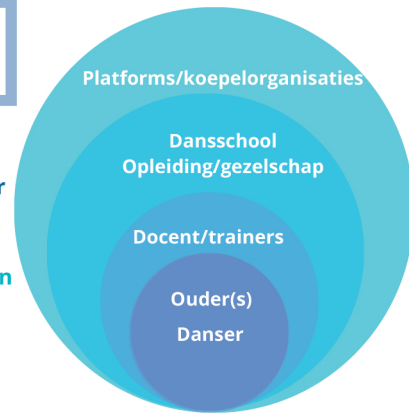 Platforms/koepelorganisaties
Dansschool
Opleiding/gezelschap
r
Docent/trainers
n
Ouder(s)
Danser